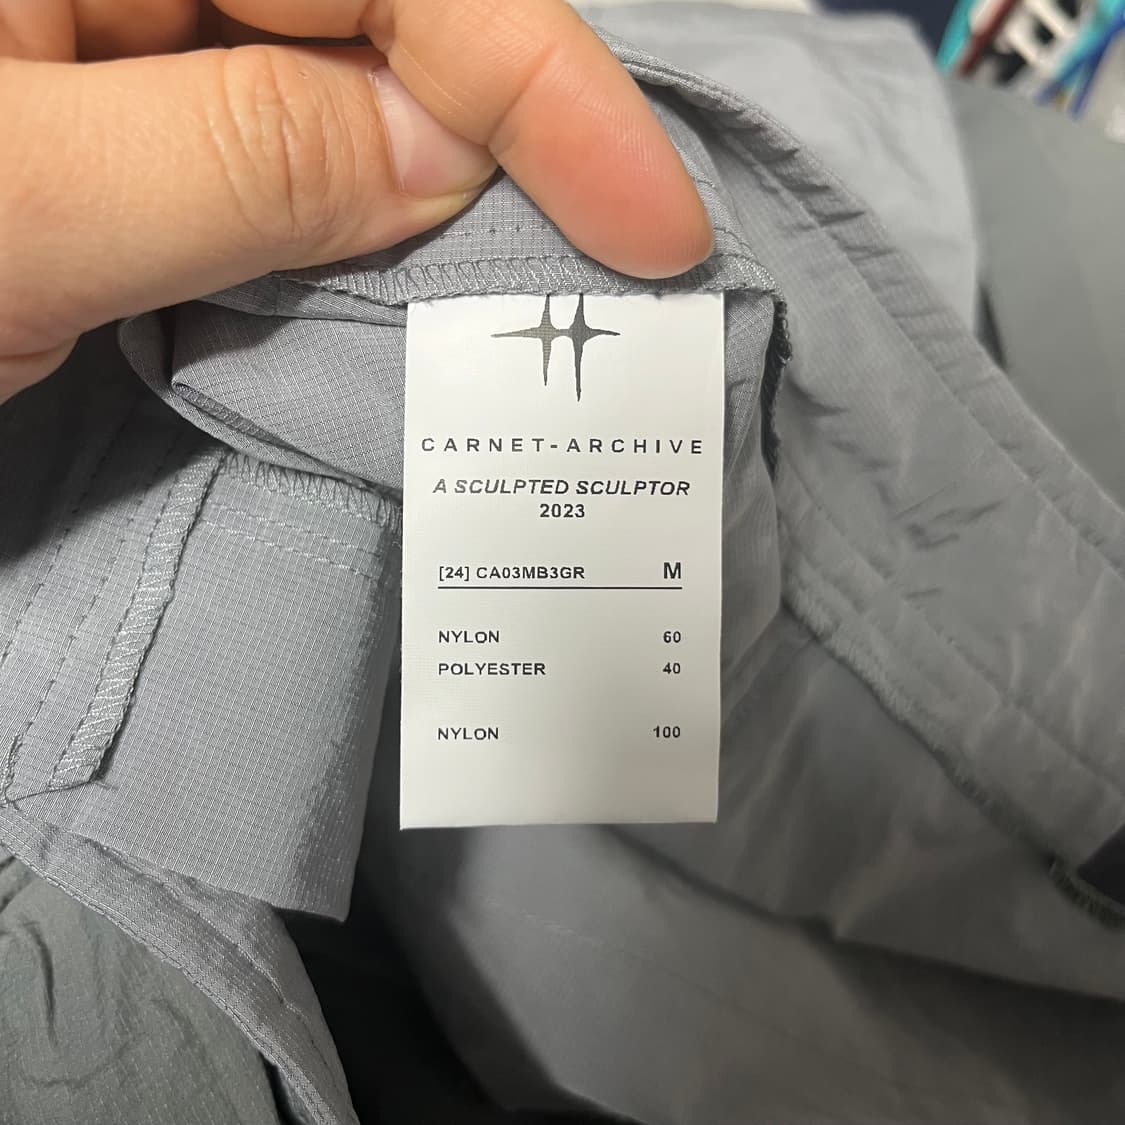 CARNET-ARCHIVE
A SCULPTED SCULPTOR
2023
[24] CA03MB3GR M
NYLON 60
POLYESTER 40
NYLON 100